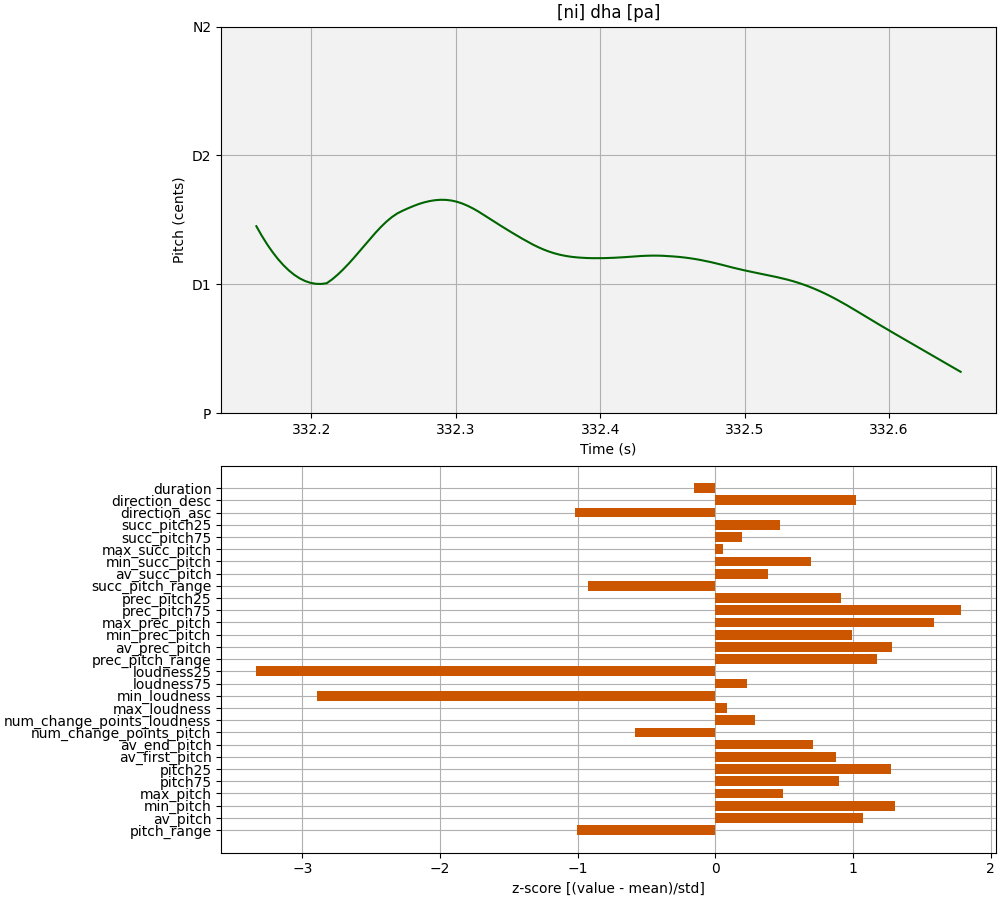 [ni] dha [pa]
N2
D2
D1
P
Pitch (cents)
332.2
332.3
332.4
332.5
332.6
Time (s)
duration
direction_desc
direction_asc
succ_pitch25
succ_pitch75
max_succ_pitch
min_succ_pitch
av_succ_pitch
succ_pitch_range
prec_pitch25
prec_pitch75
max_prec_pitch
min_prec_pitch
av_prec_pitch
prec_pitch_range
loudness25
loudness75
min_loudness
max_loudness
num_change_points_loudness
num_change_points_pitch
av_end_pitch
av_first_pitch
pitch25
pitch75
max_pitch
min_pitch
av_pitch
pitch_range
−3
−2
−1
0
1
2
z-score [(value - mean)/std]